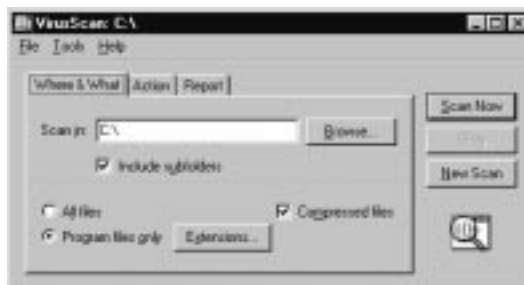 VirusScan: C:\
File Tools Help
Where & What Action Report
Scan in: C:\ Browse...
Include subfolders
All files
Compressed files
Program files only Extensions...
Scan Now
Stop
New Scan